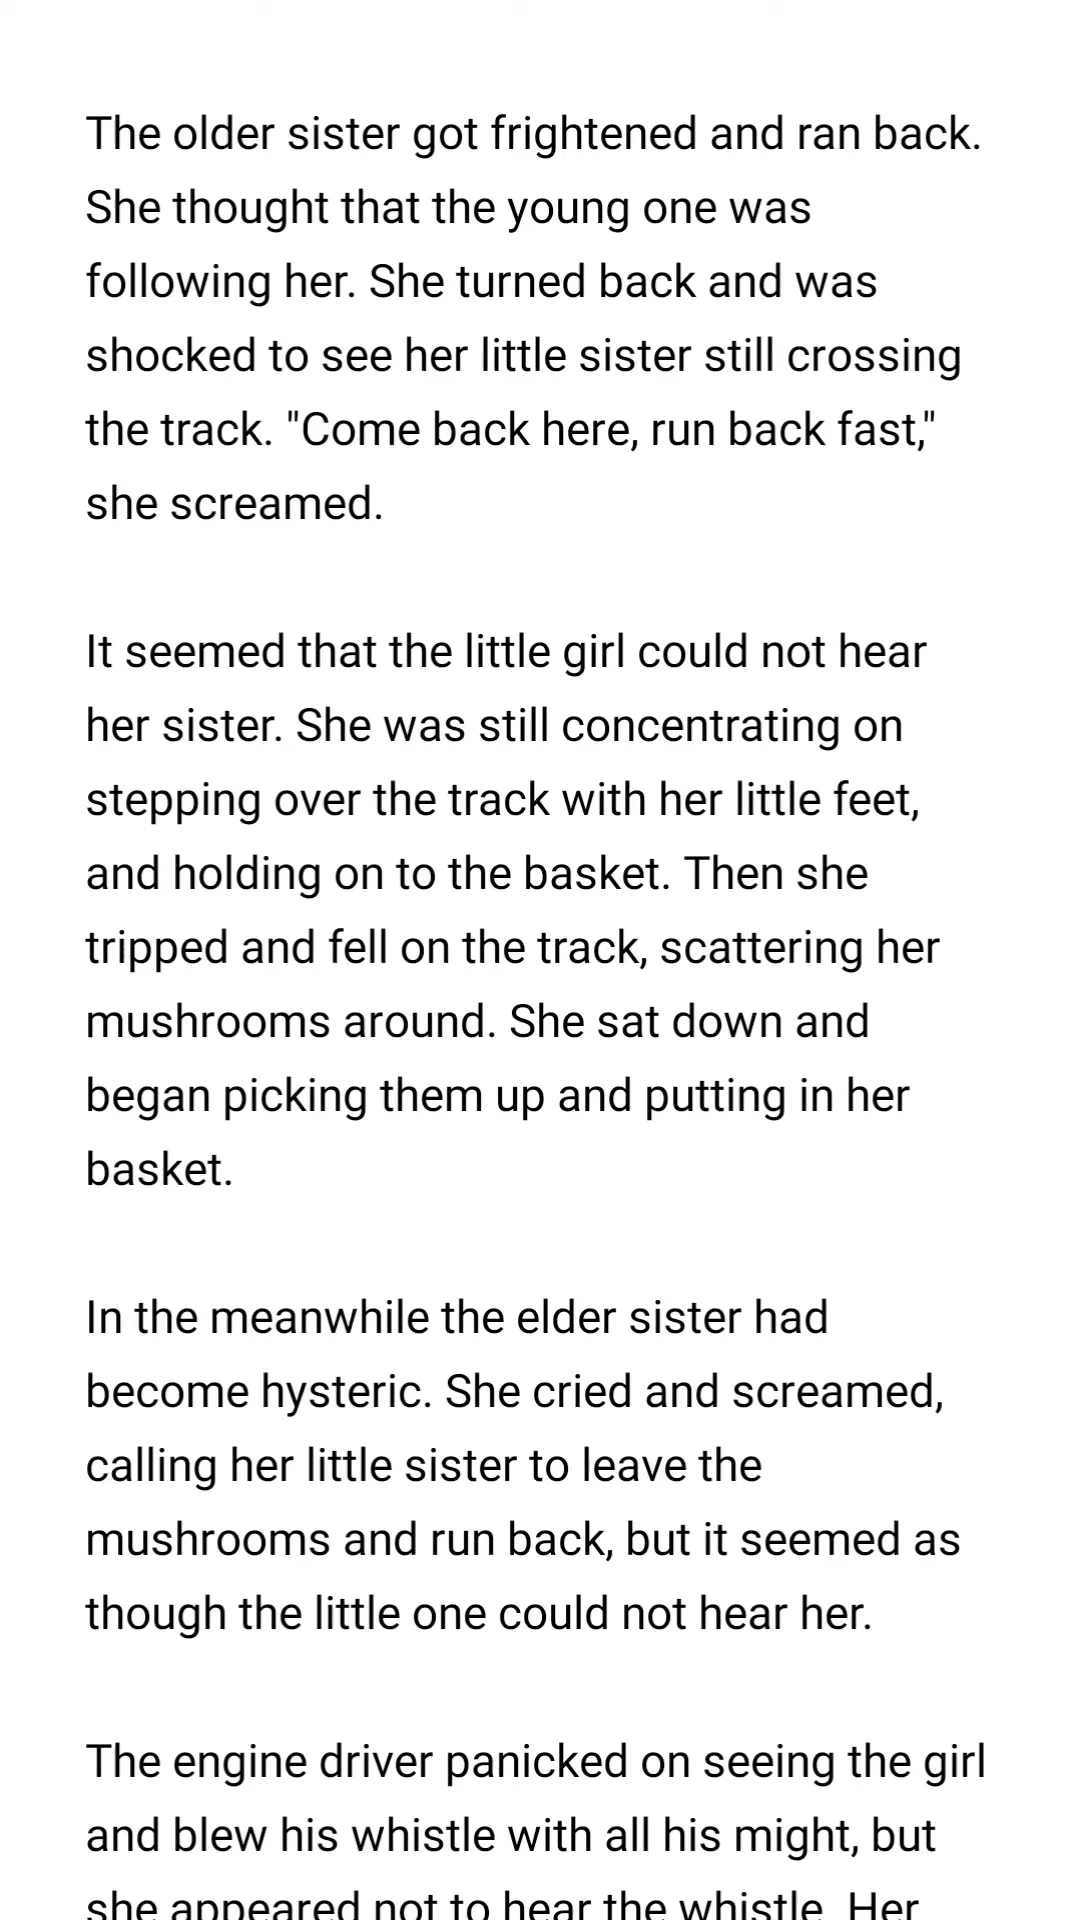 The older sister got frightened and ran back.
She thought that the young one was
following her. She turned back and was
shocked to see her little sister still crossing
the track. "Come back here, run back fast,"
she screamed.
It seemed that the little girl could not hear
her sister. She was still concentrating on
stepping over the track with her little feet,
and holding on to the basket. Then she
tripped and fell on the track, scattering her
mushrooms around. She sat down and
began picking them up and putting in her
basket.
In the meanwhile the elder sister had
become hysteric. She cried and screamed,
calling her little sister to leave the
mushrooms and run back, but it seemed as
though the little one could not hear her.
The engine driver panicked on seeing the girl
and blew his whistle with all his might, but
she appeared not to hear the whistle. Her